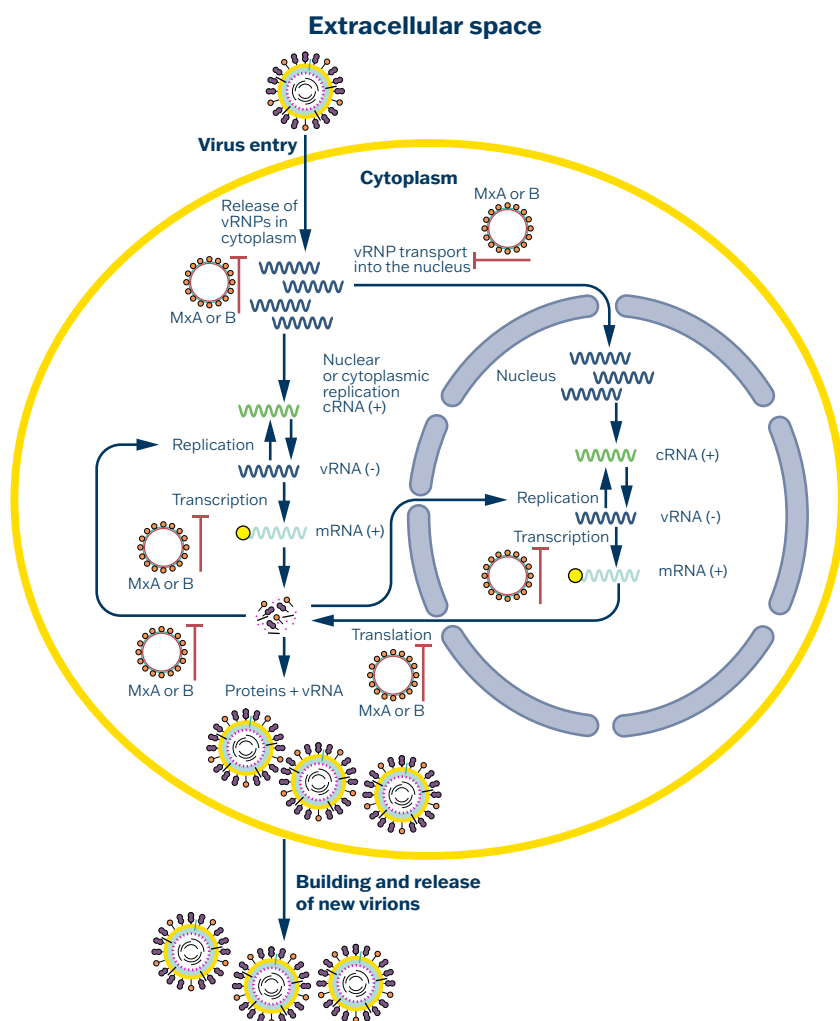 Extracellular space
Virus entry
Cytoplasm
MxA or B
Release of
vRNPs in
cytoplasm
vRNP transport
into the nucleus
MxA or B
Nuclear
or cytoplasmic
replication
cRNA (+)
Nucleus
Replication
vRNA (-)
cRNA (+)
Transcription
Replication
vRNA (-)
mRNA (+)
Transcription
MxA or B
mRNA (+)
Translation
MxA or B
Proteins + vRNA
MxA or B
Building and release
of new virions